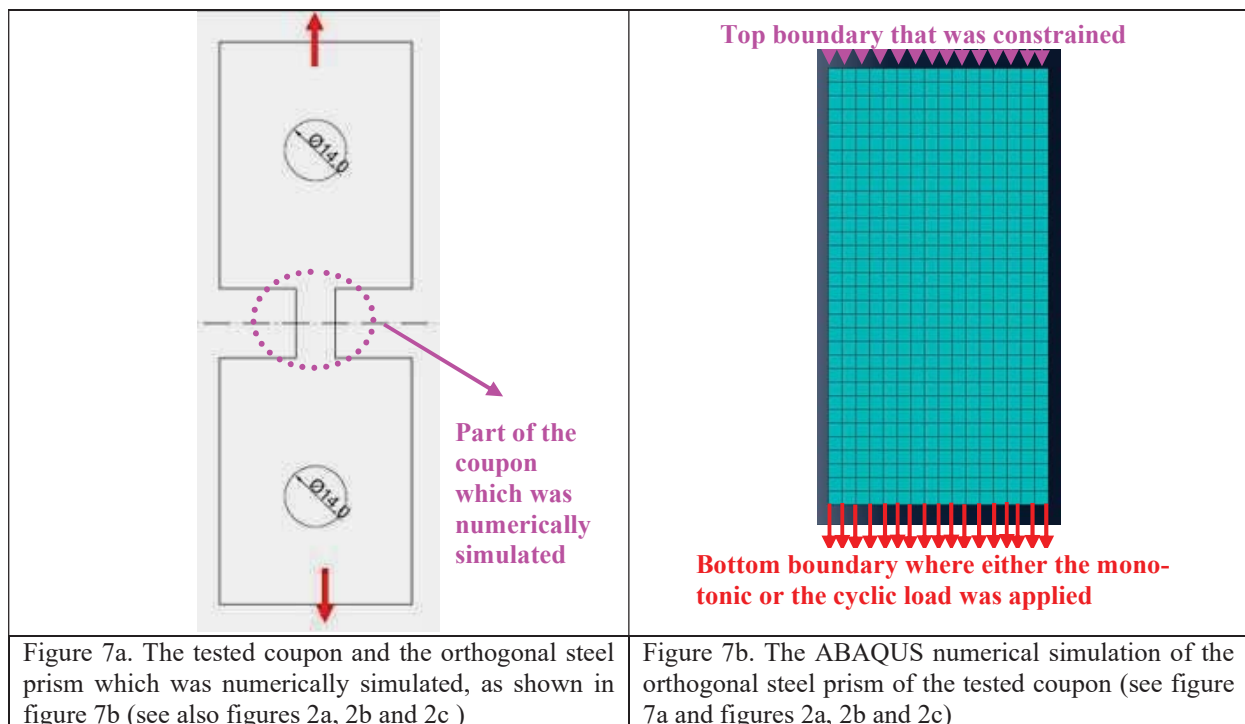 Ø14.0
Part of the
coupon
which was
numerically
simulated
Ø14.0
Figure 7a. The tested coupon and the orthogonal steel
prism which was numerically simulated, as shown in
figure 7b (see also figures 2a, 2b and 2c )
Top boundary that was constrained
Bottom boundary where either the mono-
tonic or the cyclic load was applied
Figure 7b. The ABAQUS numerical simulation of the
orthogonal steel prism of the tested coupon (see figure
7a and figures 2a, 2b and 2c)